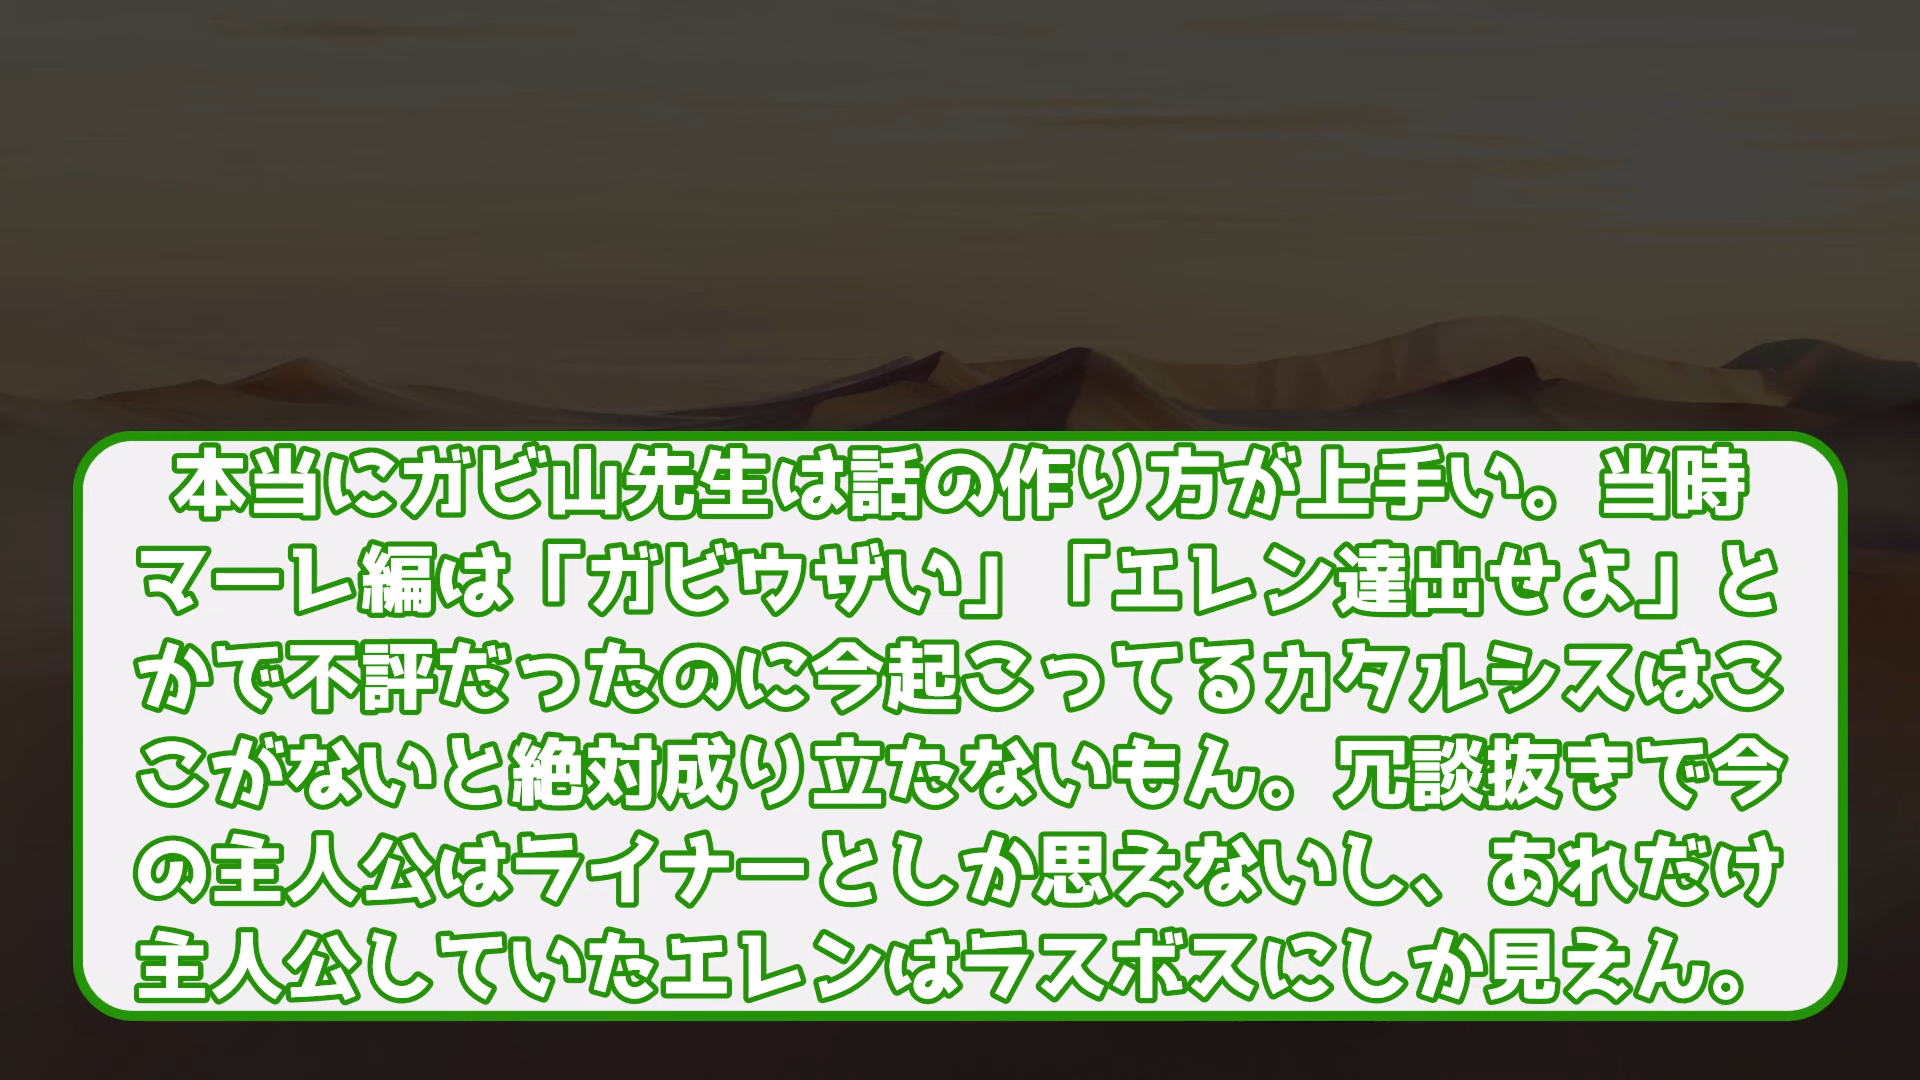 本当にガビ山先生は話の作り方が上手い。当時
マーレ編は「ガビウザい」「エレン達出せよ」と
かで不評だったのに今起こってるカタルシスはこ
こがないと絶対成り立たないもん。冗談抜きで今
の主人公はライナーとしか思えないし、あれだけ
主人公していたエレンはラスボスにしか見えん。